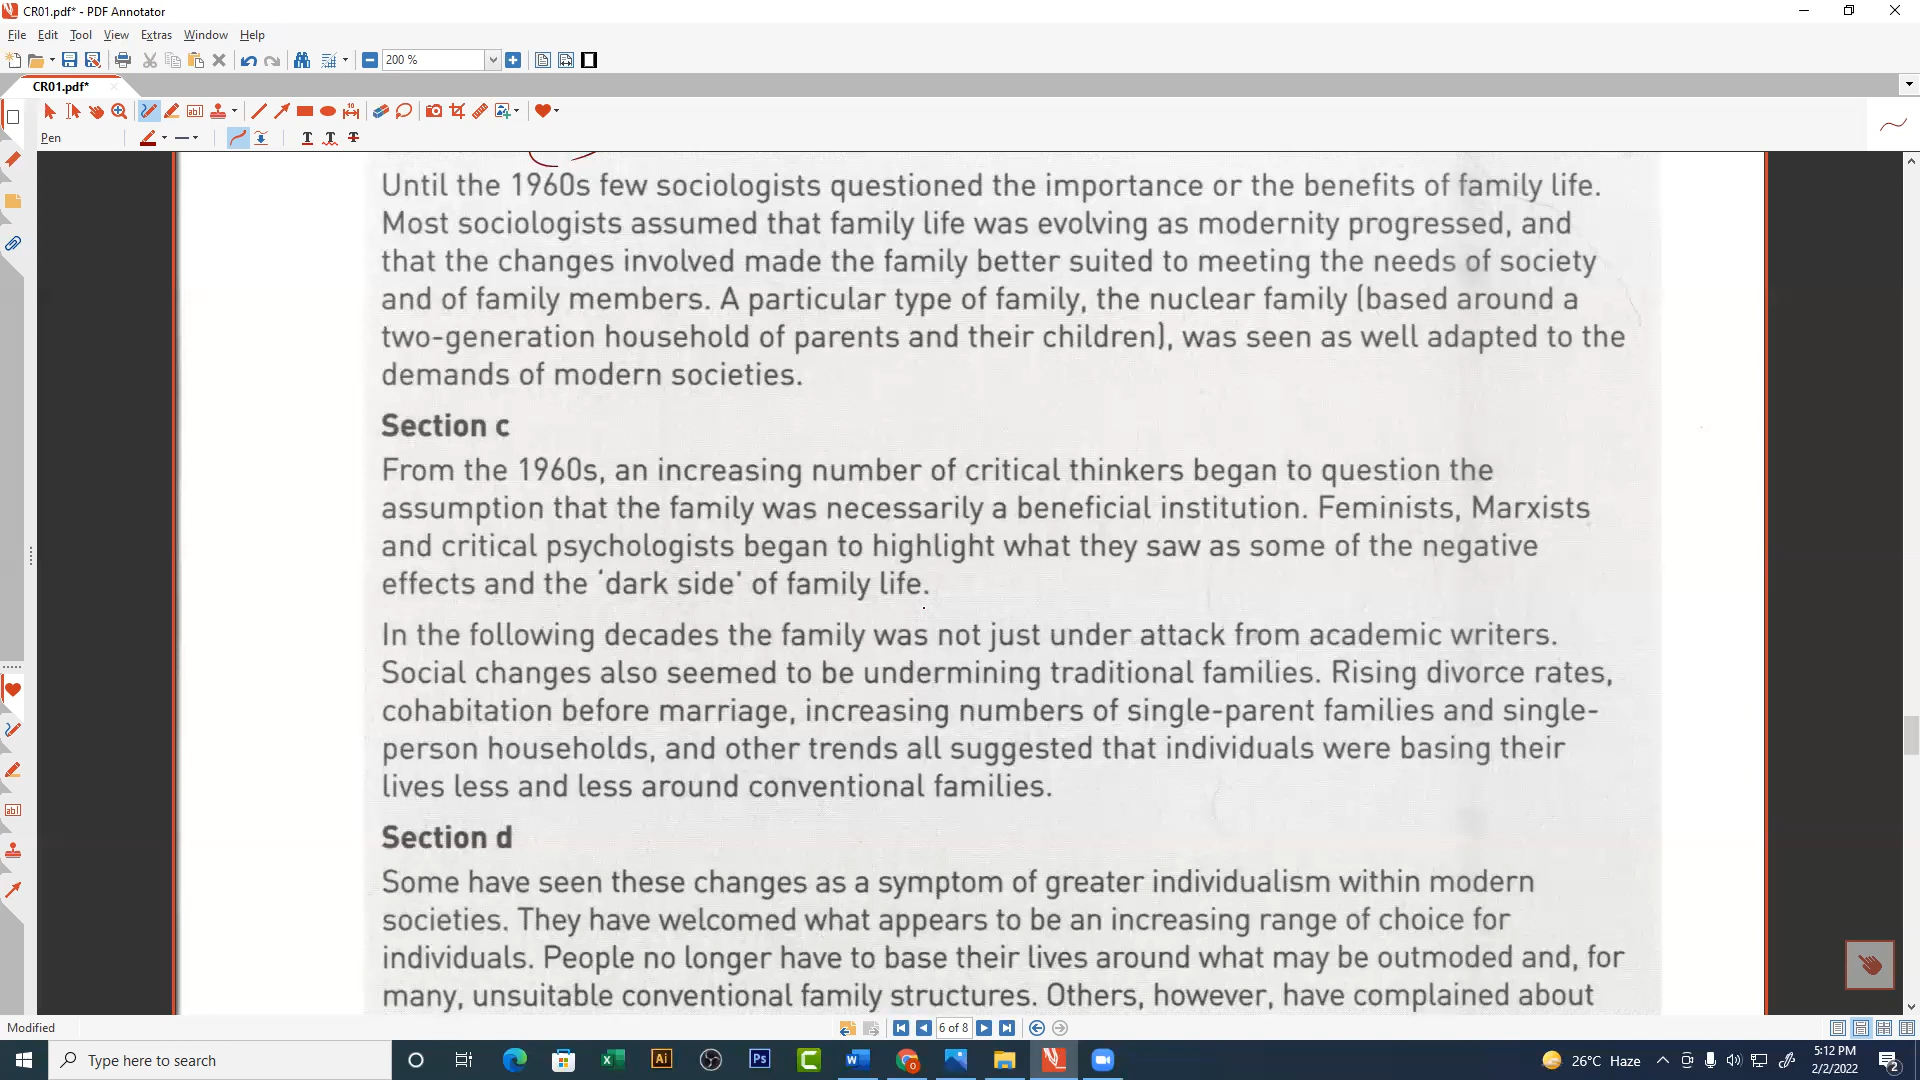 CR01.pdf* - PDF Annotator
File Edit Tool View Extras Window Help
200 %
CR01.pdf*
Pen
Until the 1960s few sociologists questioned the importance or the benefits of family life.
Most sociologists assumed that family life was evolving as modernity progressed, and
that the changes involved made the family better suited to meeting the needs of society
and of family members. A particular type of family, the nuclear family (based around a
two-generation household of parents and their children), was seen as well adapted to the
demands of modern societies.
Section c
From the 1960s, an increasing number of critical thinkers began to question the
assumption that the family was necessarily a beneficial institution. Feminists, Marxists
and critical psychologists began to highlight what they saw as some of the negative
effects and the ‘dark side’ of family life.
In the following decades the family was not just under attack from academic writers.
Social changes also seemed to be undermining traditional families. Rising divorce rates,
cohabitation before marriage, increasing numbers of single-parent families and single-
person households, and other trends all suggested that individuals were basing their
lives less and less around conventional families.
Section d
Some have seen these changes as a symptom of greater individualism within modern
societies. They have welcomed what appears to be an increasing range of choice for
individuals. People no longer have to base their lives around what may be outmoded and, for
many, unsuitable conventional family structures. Others, however, have complained about
Modified
6 of 8
Type here to search
26°C Haze
5:12 PM
2/2/2022